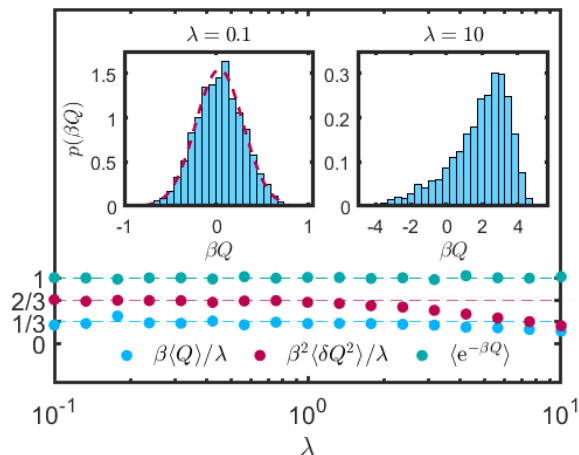 λ = 0.1
λ = 10
p(βQ)
1.5
1
0.5
0
-1 0 1
βQ
0.3
0.2
0.1
0
-4 -2 0 2 4
βQ
1
2/3
1/3
0
β⟨Q⟩/λ β²⟨δQ²⟩/λ ⟨e^{-βQ}⟩
10^{-1} 10^{0} 10^{1}
λ